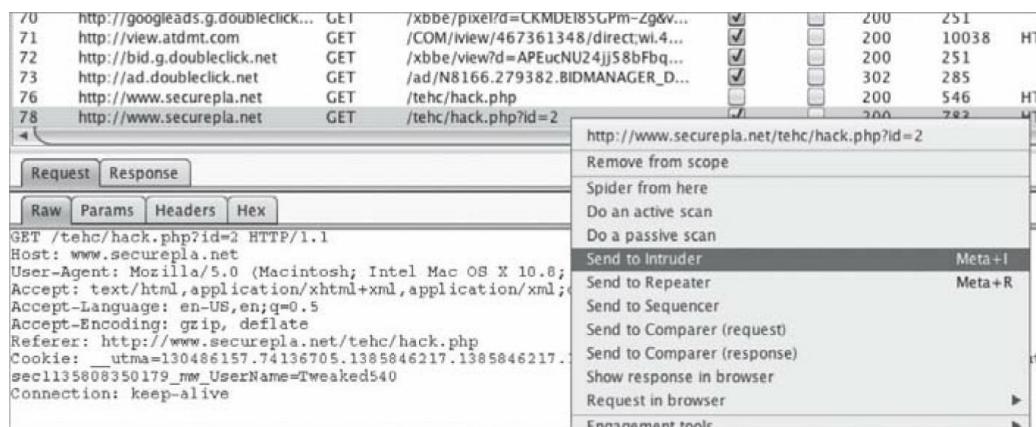 70 http://googleads.g.doubleclick... GET /xbbe/pixel?d=CKMDEI85GPm-Zg&v... 200 251
71 http://view.atdmt.com GET /COM/iview/467361348/direct;wi.4... 200 10038 HT
72 http://bid.g.doubleclick.net GET /xbbe/view?d=APEucNU24jj58bFbq... 200 251
73 http://ad.doubleclick.net GET /ad/N8166.279382.BIDMANAGER_D... 302 285
76 http://www.securepla.net GET /tehc/hack.php 200 546 HT
78 http://www.securepla.net GET /tehc/hack.php?id=2 200 783 HT
http://www.securepla.net/tehc/hack.php?id=2
Remove from scope
Spider from here
Do an active scan
Do a passive scan
Send to Intruder Meta+I
Send to Repeater Meta+R
Send to Sequencer
Send to Comparer (request)
Send to Comparer (response)
Show response in browser
Request in browser
Engagement tools
Request Response
Raw Params Headers Hex
GET /tehc/hack.php?id=2 HTTP/1.1
Host: www.securepla.net
User-Agent: Mozilla/5.0 (Macintosh; Intel Mac OS X 10.8;
Accept: text/html,application/xhtml+xml,application/xml;
Accept-Language: en-US,en;q=0.5
Accept-Encoding: gzip, deflate
Referer: http://www.securepla.net/tehc/hack.php
Cookie: __utma=130486157.74136705.1385846217.1385846217.
sec1135808350179_mw_UserName=Tweaked540
Connection: keep-alive